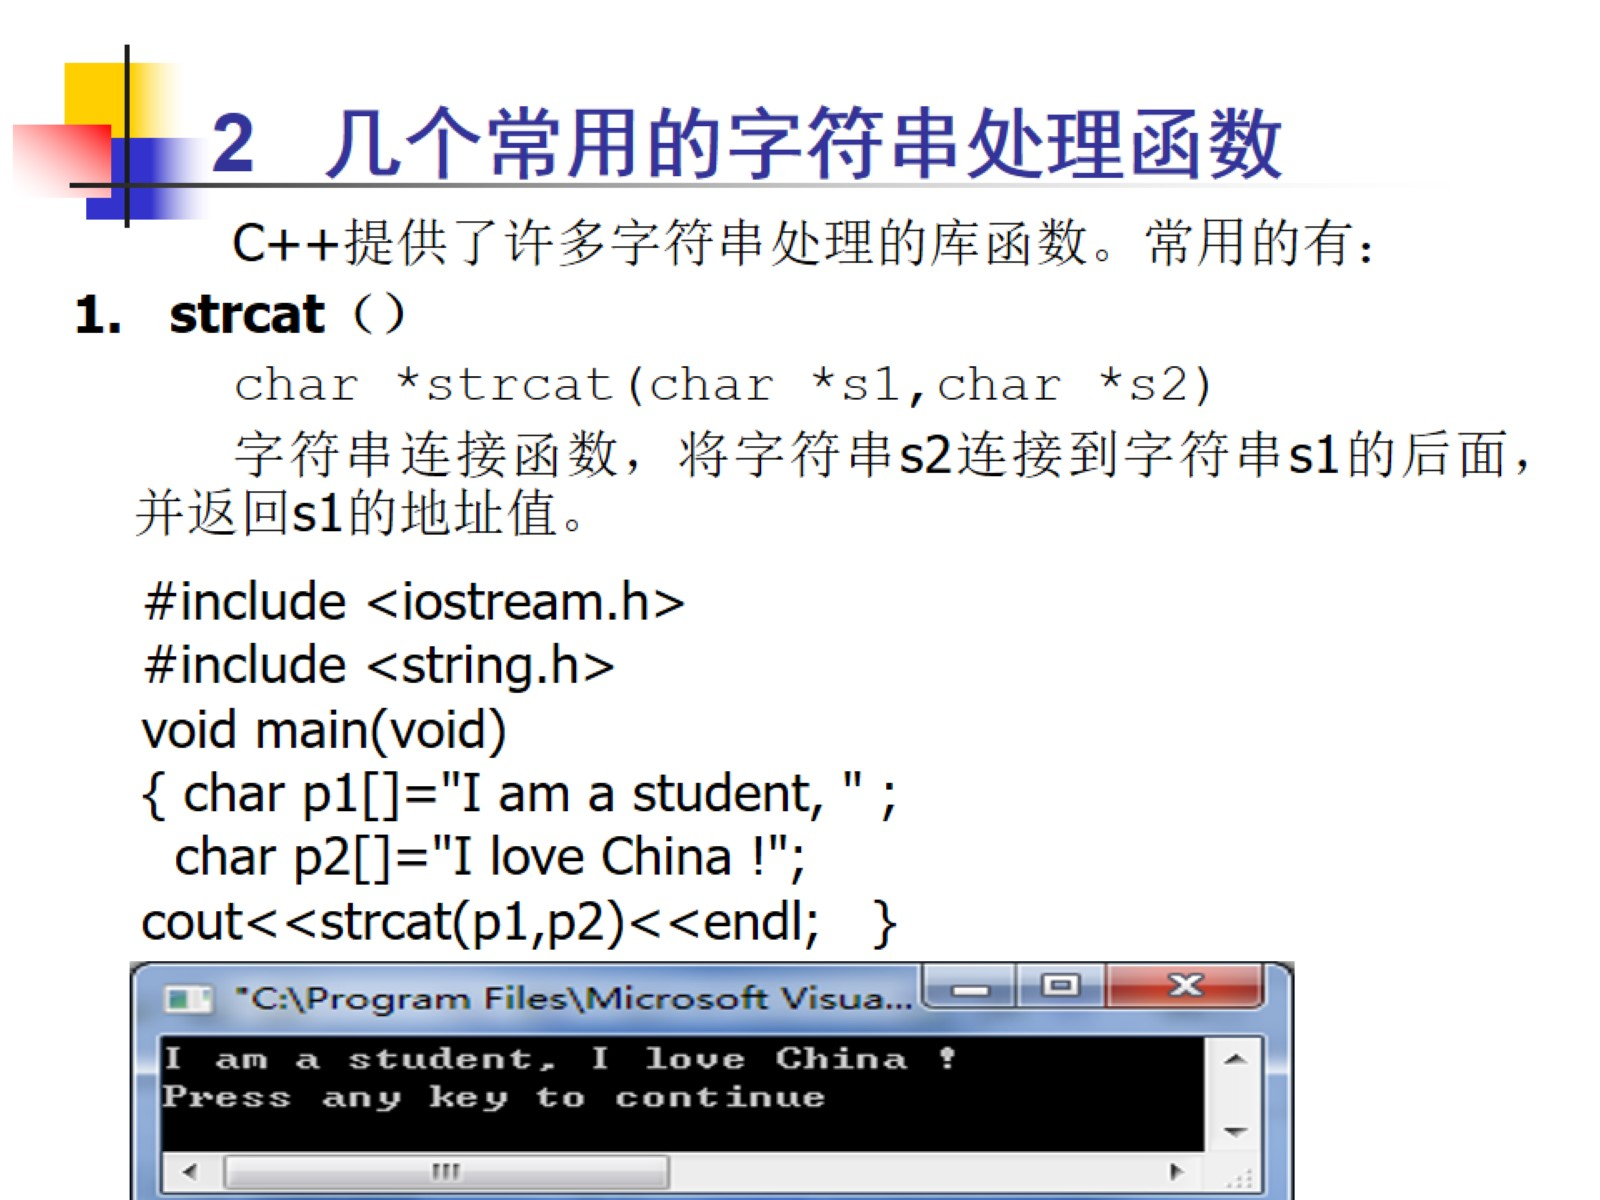 2 几个常用的字符串处理函数
C++提供了许多字符串处理的库函数。常用的有：
1. strcat（）
char *strcat(char *s1,char *s2)
字符串连接函数，将字符串s2连接到字符串s1的后面，
并返回s1的地址值。
#include <iostream.h>
#include <string.h>
void main(void)
{ char p1[]="I am a student, " ;
char p2[]="I love China !";
cout<<strcat(p1,p2)<<endl; }
"C:\Program Files\Microsoft Visua...
I am a student, I love China !
Press any key to continue